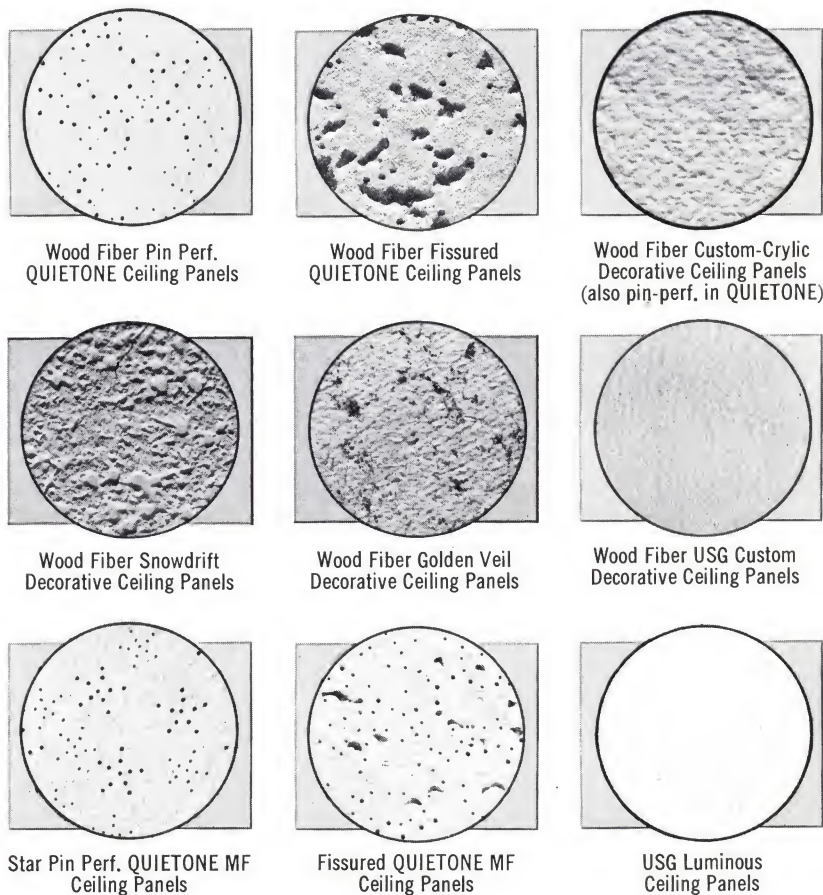 Wood Fiber Pin Perf.
QUIETONE Ceiling Panels
Wood Fiber Fissured
QUIETONE Ceiling Panels
Wood Fiber Custom-Crylic
Decorative Ceiling Panels
(also pin-perf. in QUIETONE)
Wood Fiber Snowdrift
Decorative Ceiling Panels
Wood Fiber Golden Veil
Decorative Ceiling Panels
Wood Fiber USG Custom
Decorative Ceiling Panels
Star Pin Perf. QUIETONE MF
Ceiling Panels
Fissured QUIETONE MF
Ceiling Panels
USG Luminous
Ceiling Panels